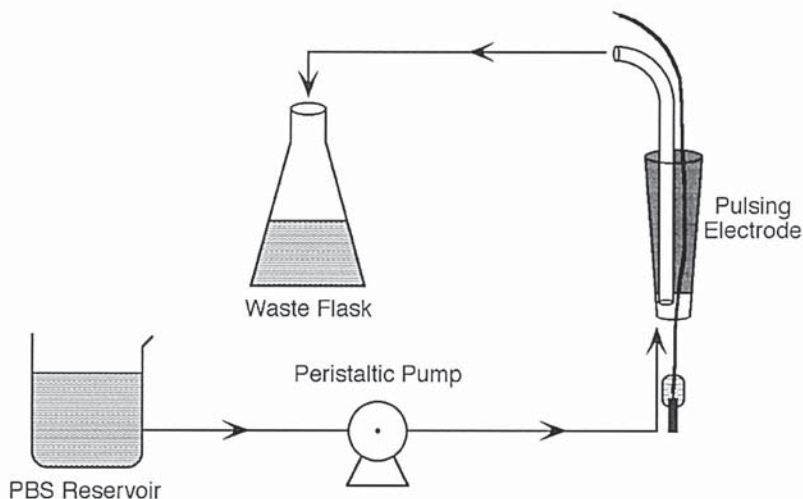 Pulsing
Electrode
Waste Flask
Peristaltic Pump
PBS Reservoir